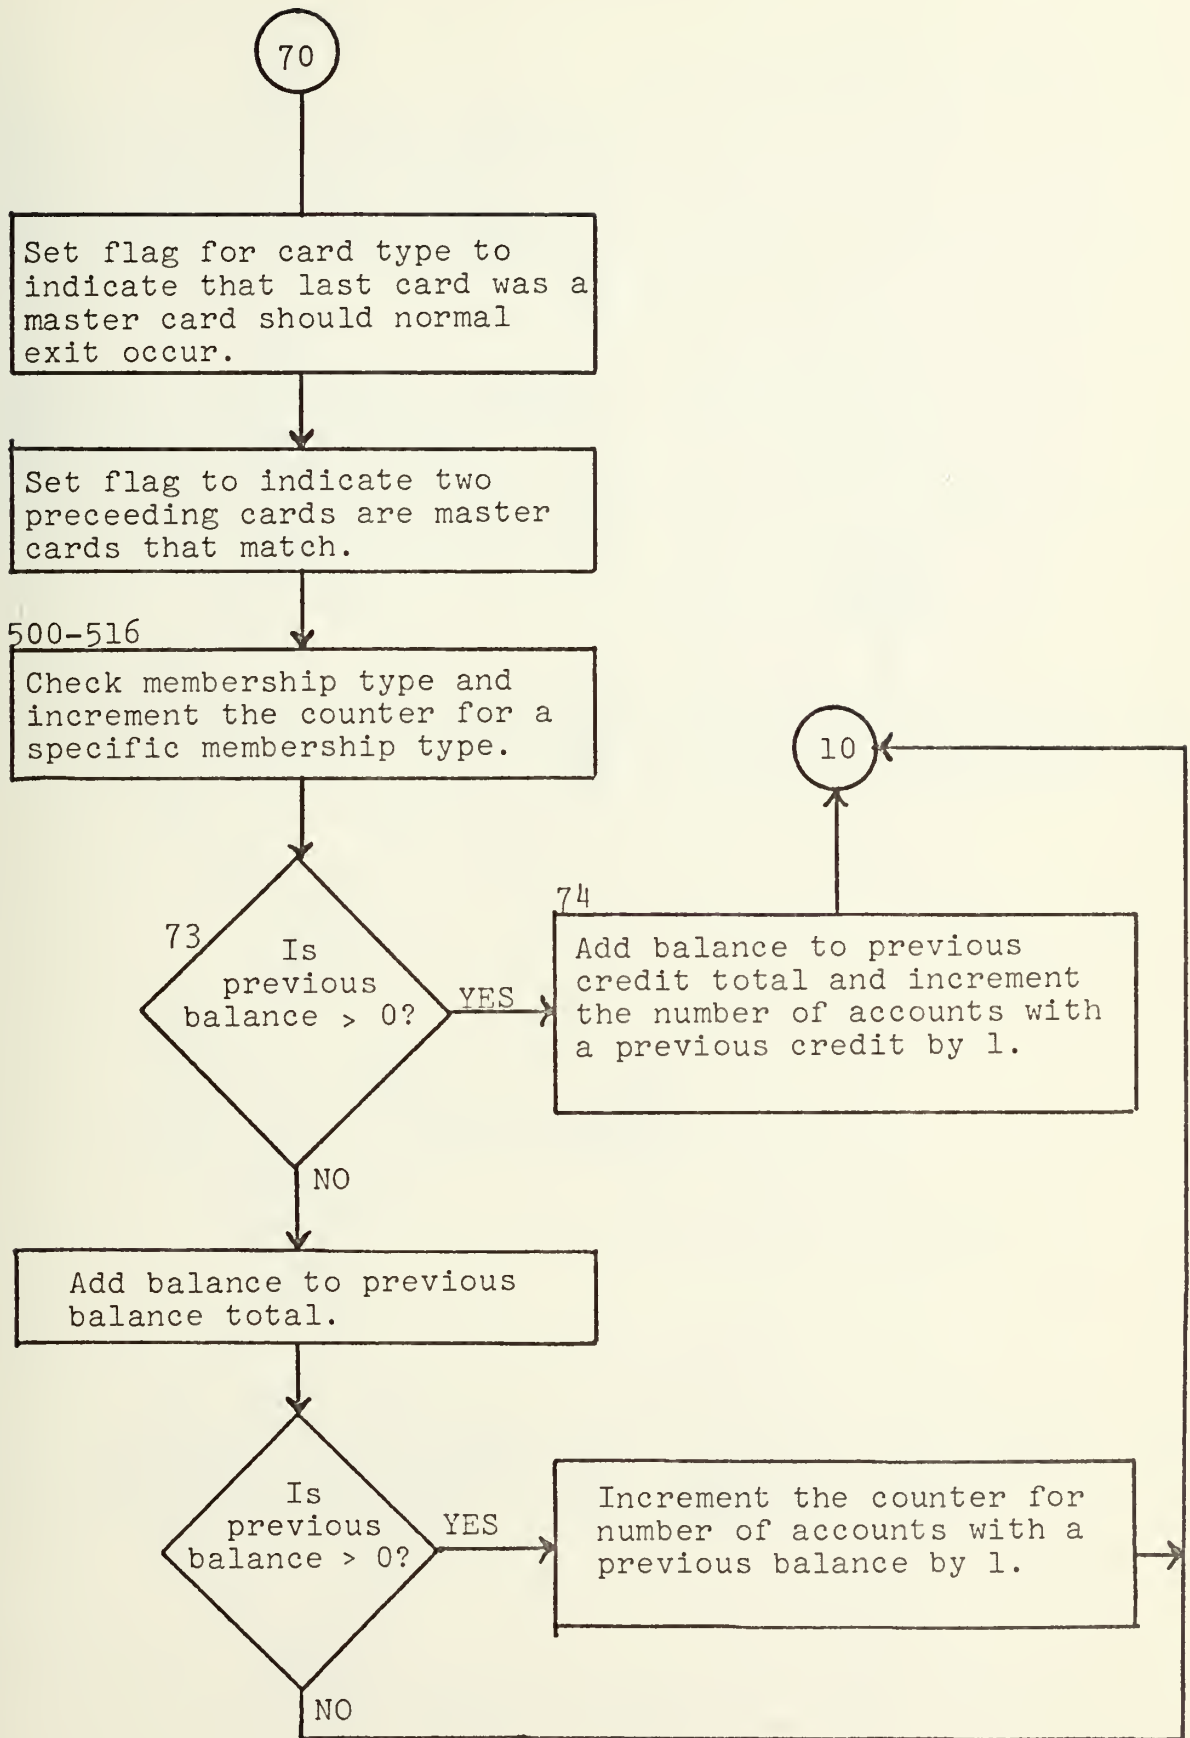 70
Set flag for card type to
indicate that last card was a
master card should normal
exit occur.
Set flag to indicate two
preceeding cards are master
cards that match.
500-516
Check membership type and
increment the counter for a
specific membership type.
10
73
Is
previous
balance > 0?
YES
74
Add balance to previous
credit total and increment
the number of accounts with
a previous credit by 1.
NO
Add balance to previous
balance total.
Is
previous
balance > 0?
YES
Increment the counter for
number of accounts with a
previous balance by 1.
NO